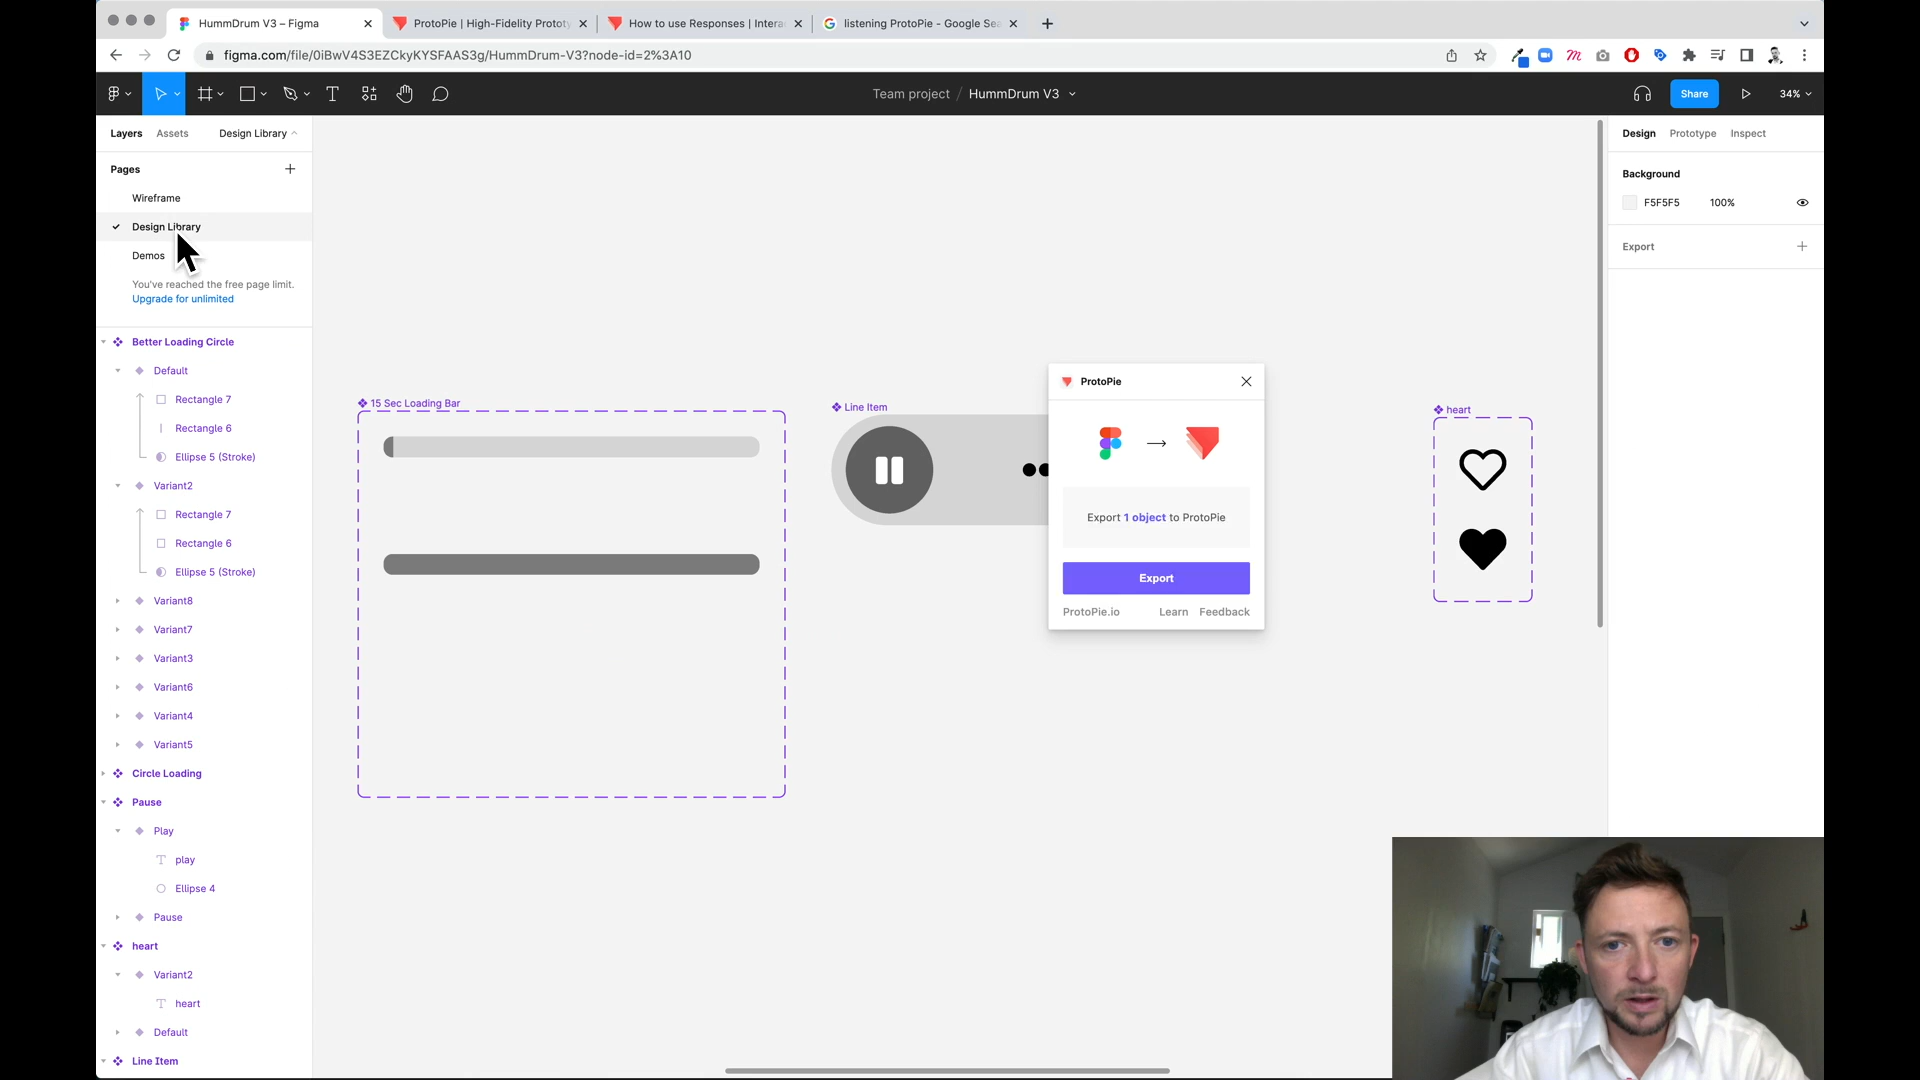 HummDrum V3 – Figma
ProtoPie | High-Fidelity Prototy
How to use Responses | Intera
listening ProtoPie - Google Sea
figma.com/file/0iBwV4S3EZCkyKYSFAAS3g/HummDrum-V3?node-id=2%3A10
Team project / HummDrum V3
Share
34%
Layers
Assets
Design Library
Design
Prototype
Inspect
Pages
Wireframe
Design Library
Demos
You've reached the free page limit.
Upgrade for unlimited
Background
F5F5F5
100%
Export
Better Loading Circle
Default
Rectangle 7
Rectangle 6
Ellipse 5 (Stroke)
Variant2
Rectangle 7
Rectangle 6
Ellipse 5 (Stroke)
Variant8
Variant7
Variant3
Variant6
Variant4
Variant5
Circle Loading
Pause
Play
play
Ellipse 4
Pause
heart
Variant2
heart
Default
Line Item
15 Sec Loading Bar
Line Item
heart
ProtoPie
Export 1 object to ProtoPie
Export
ProtoPie.io
Learn
Feedback